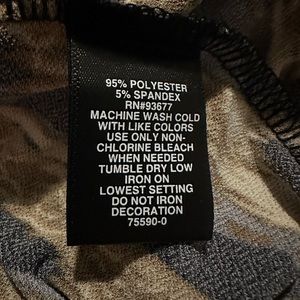 95% POLYESTER
5% SPANDEX
RN#93677
MACHINE WASH COLD
WITH LIKE COLORS
USE ONLY NON-
CHLORINE BLEACH
WHEN NEEDED
TUMBLE DRY LOW
IRON ON
LOWEST SETTING
DO NOT IRON
DECORATION
75590-0